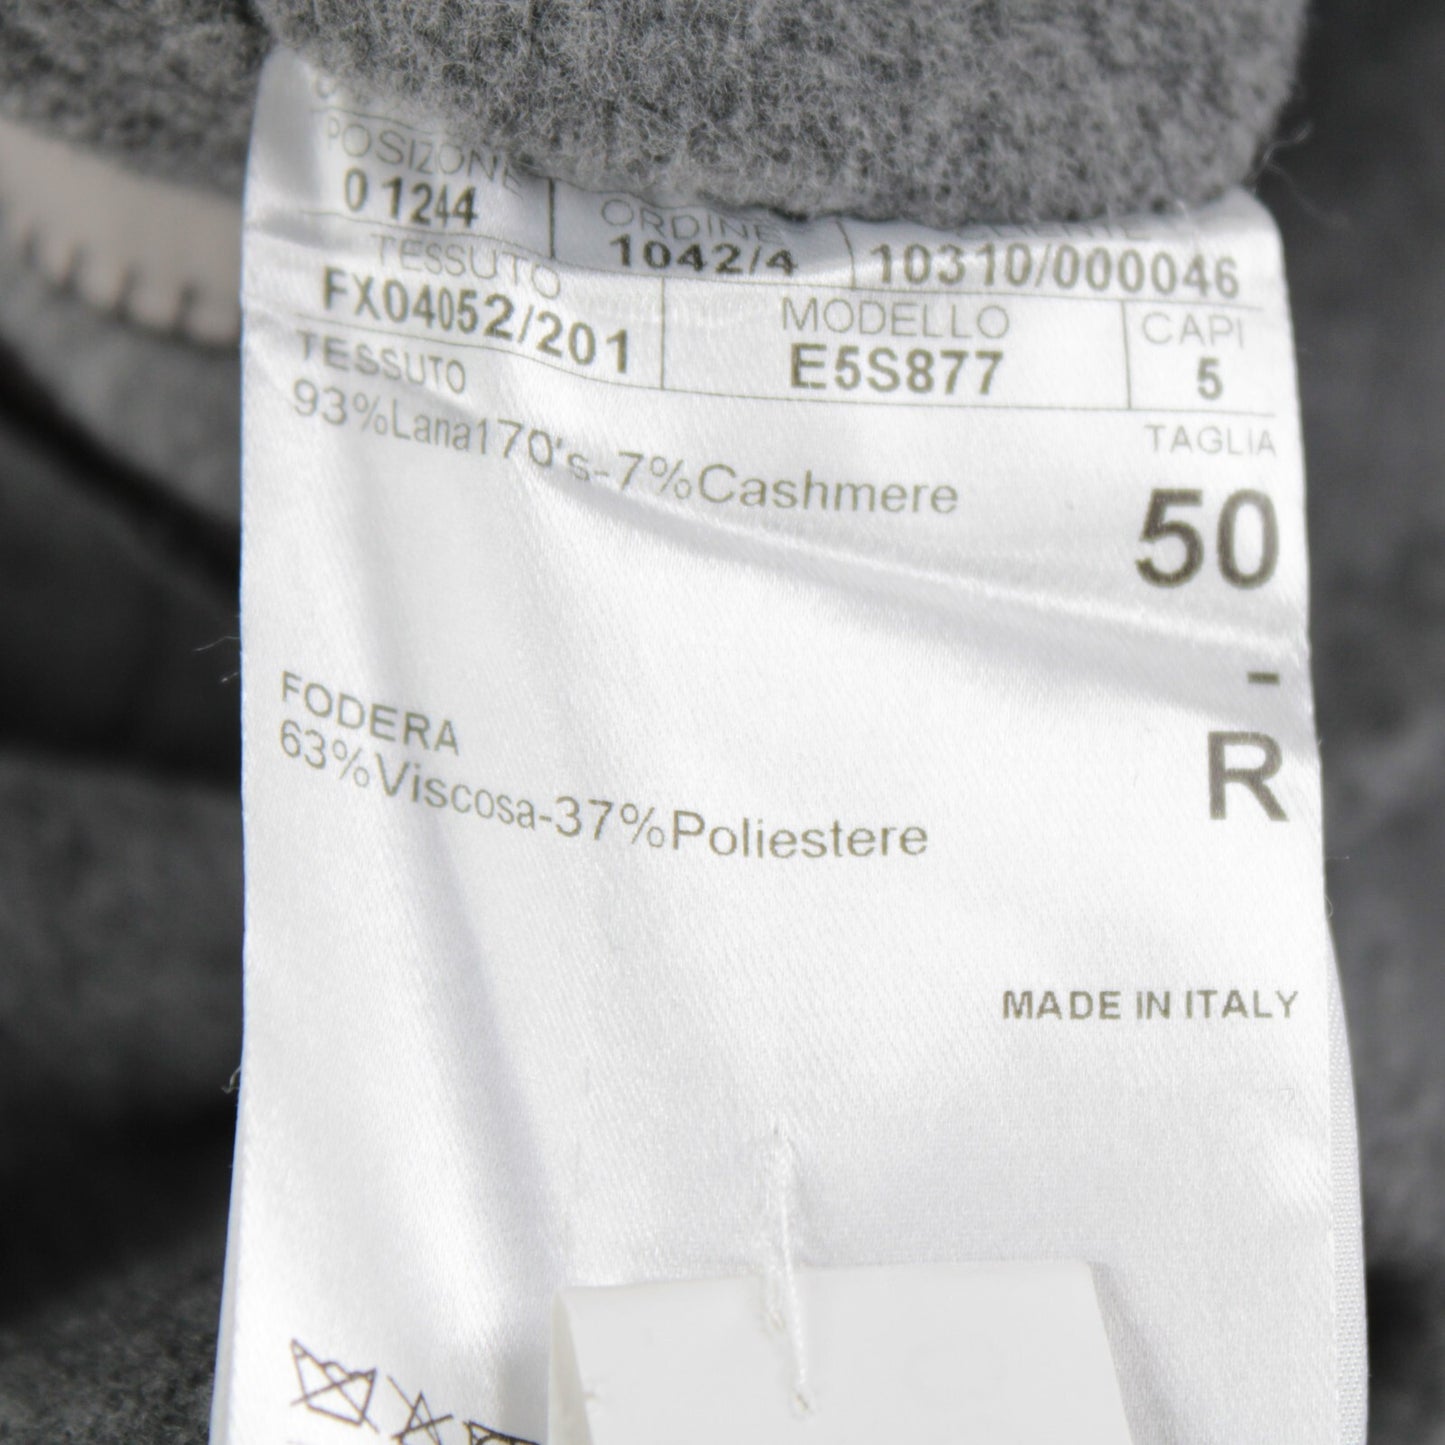 POSIZONE ORDINE
0 1244 1042/4 10310/000046
TESSUTO MODELLO CAPI
FX04052/201 E5S877 5
TESSUTO TAGLIA
93%Lana170's-7%Cashmere 50
-
R
FODERA
63%Viscosa-37%Poliestere
MADE IN ITALY